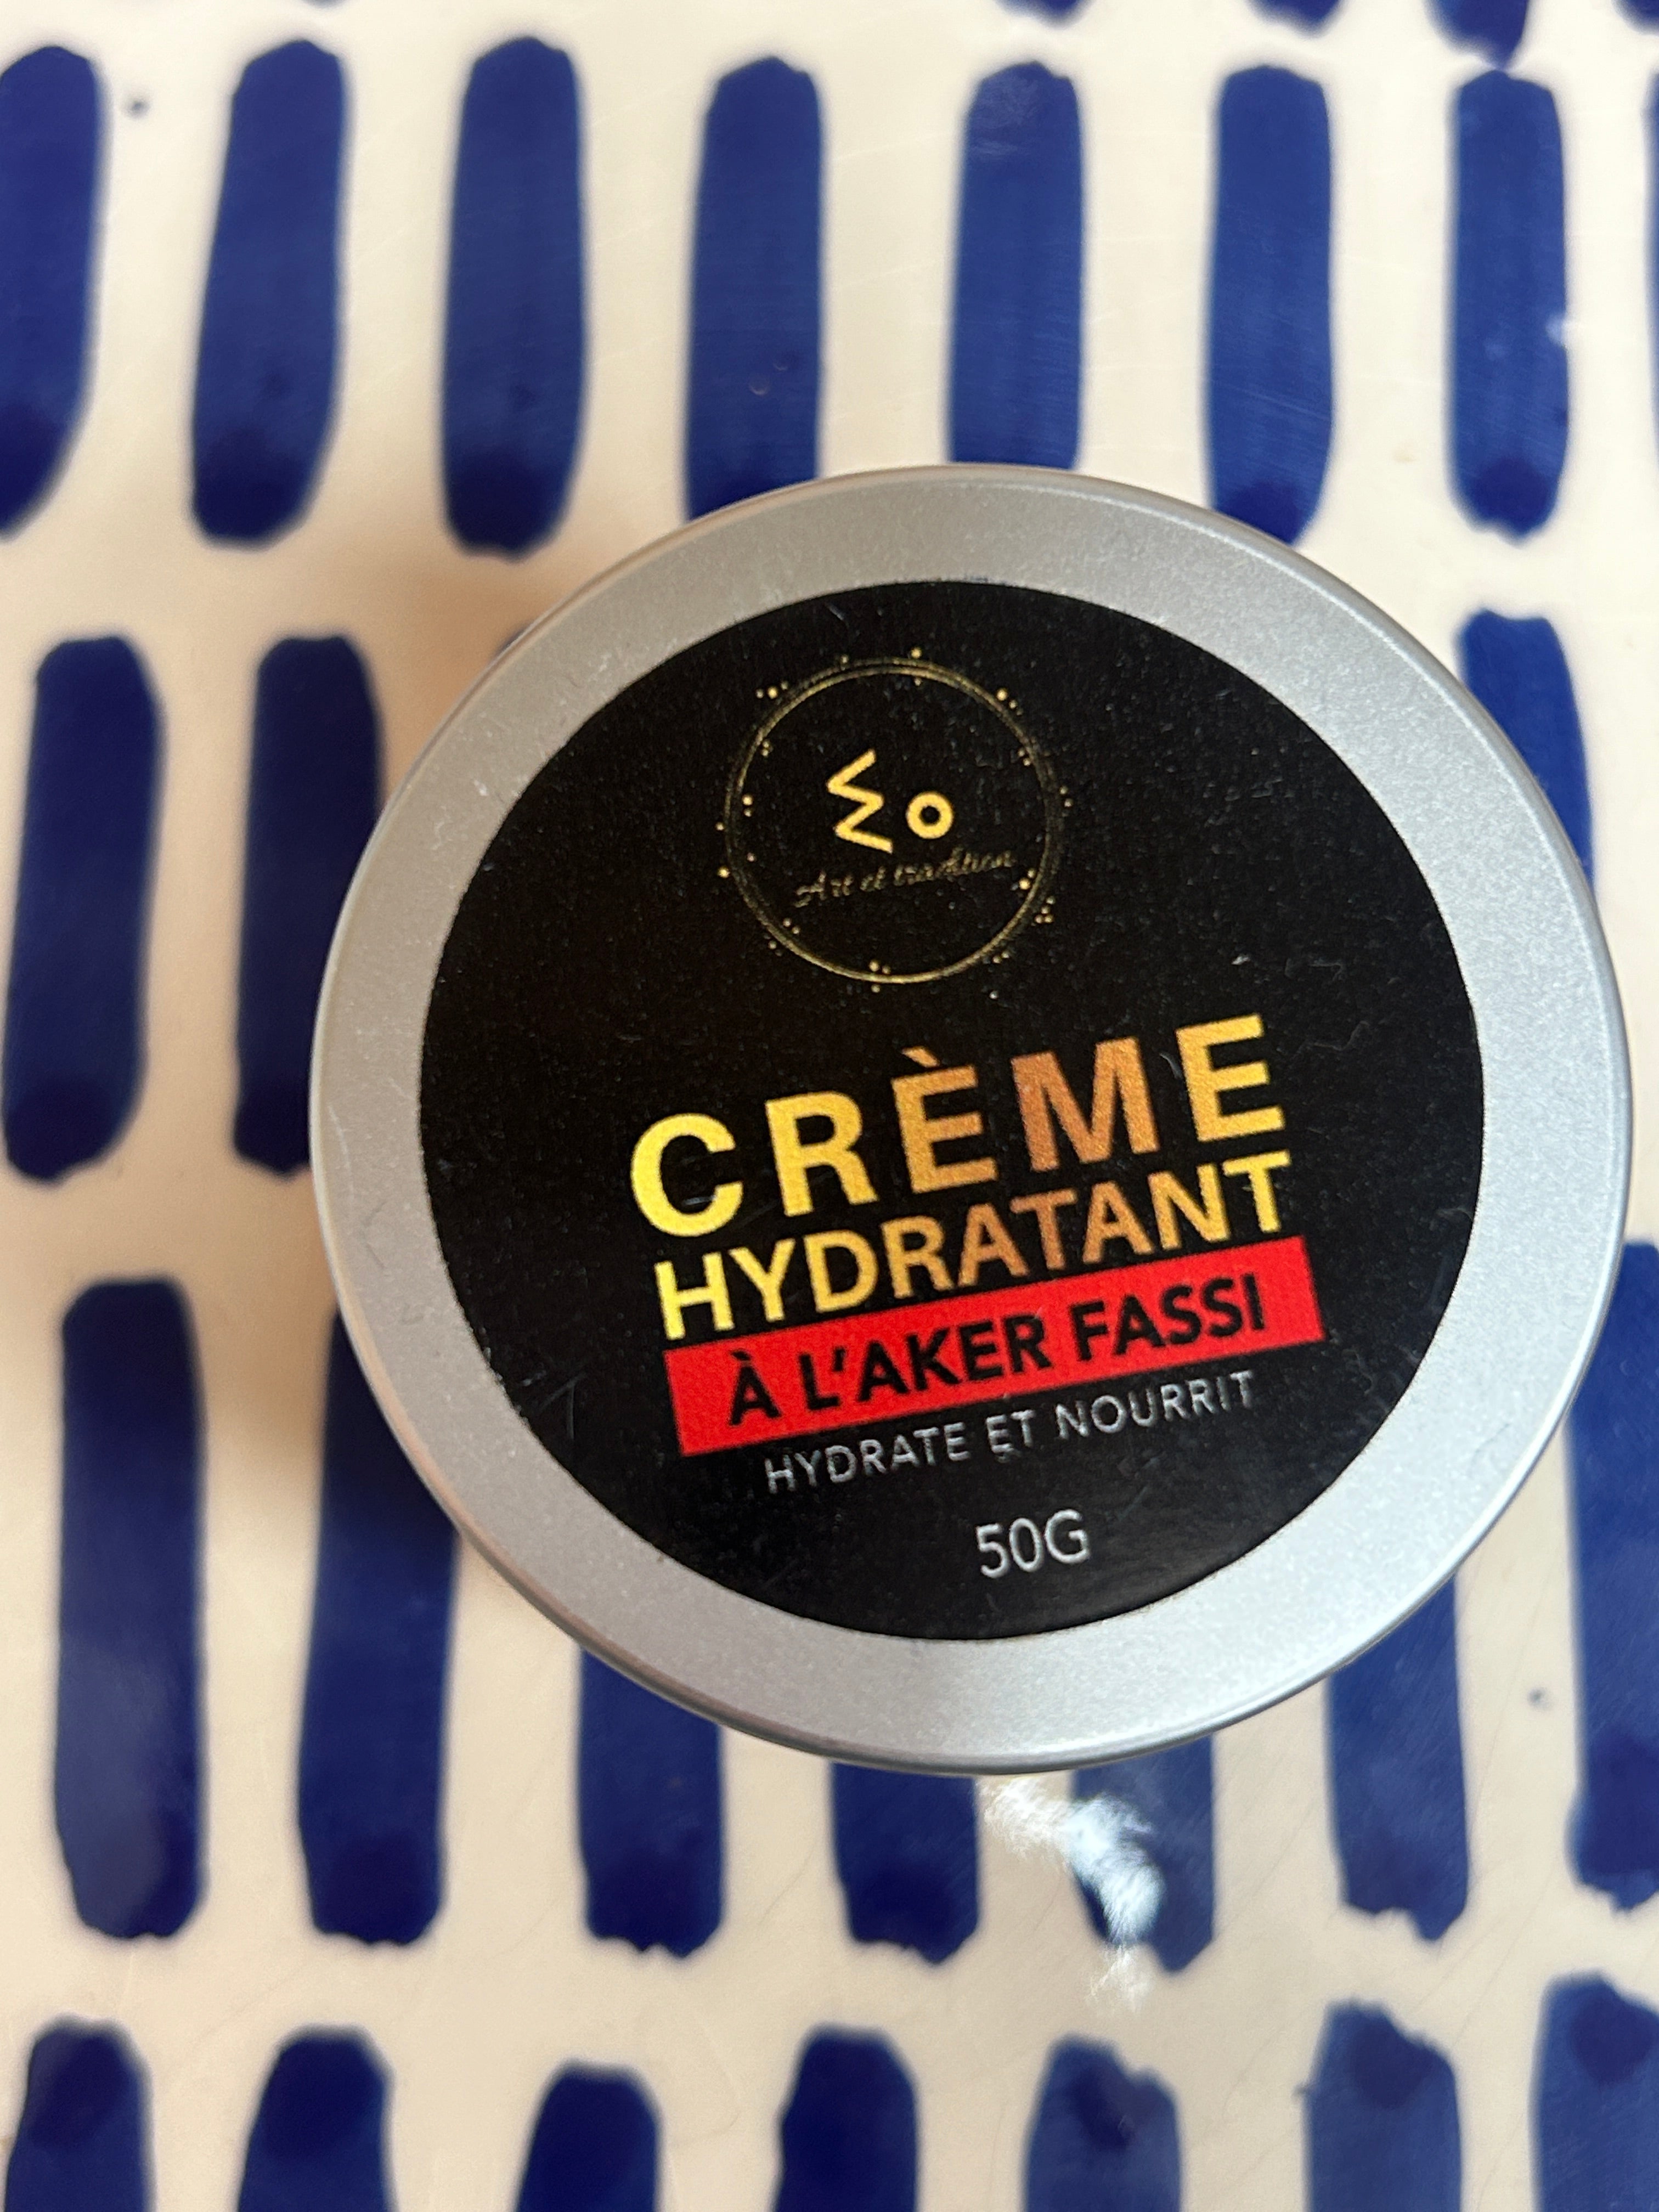 Art et tradition
CRÈME
HYDRATANT
À L'AKER FASSI
HYDRATE ET NOURRIT
50G